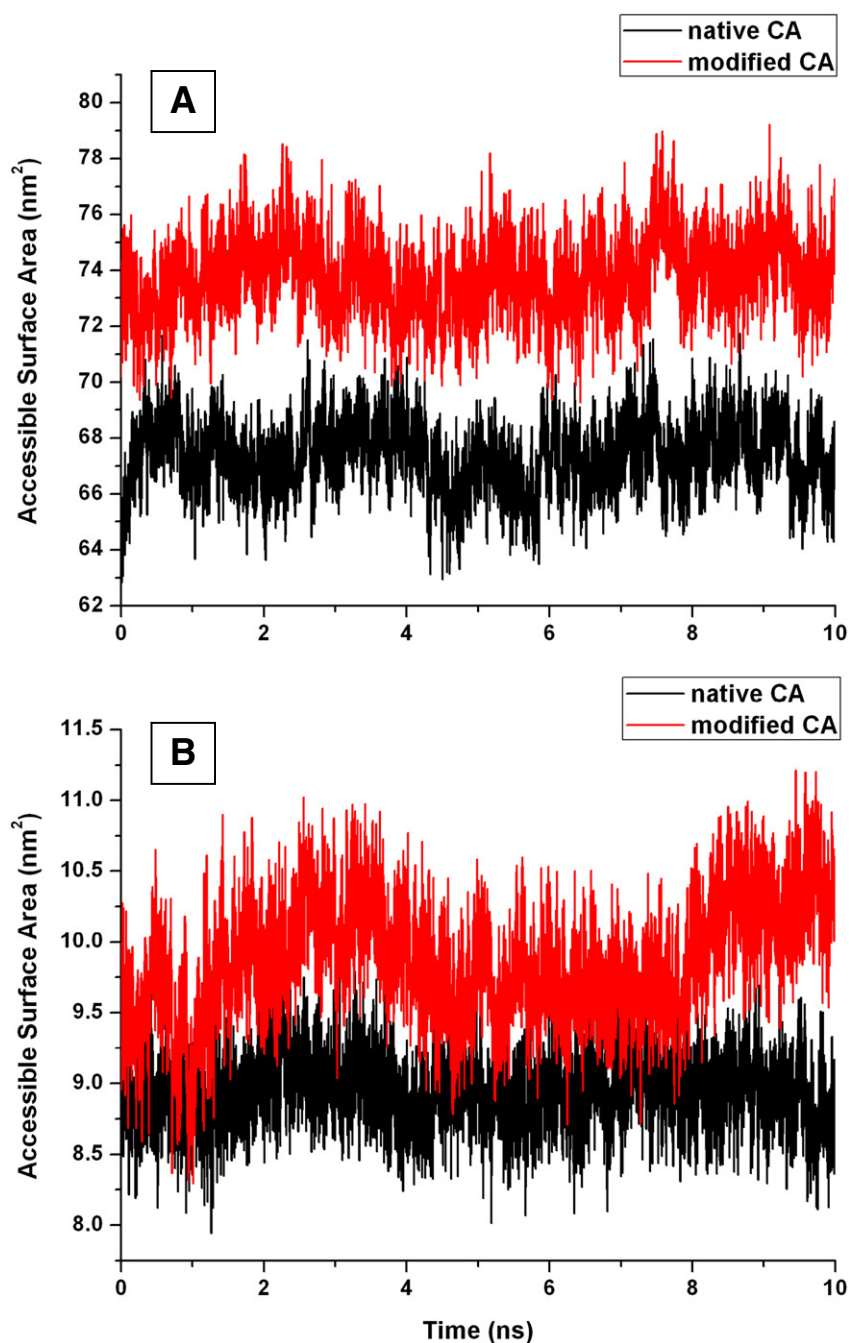 native CA
modified CA
A
Accessible Surface Area (nm²)
80
78
76
74
72
70
68
66
64
62
0 2 4 6 8 10
native CA
modified CA
B
Accessible Surface Area (nm²)
11.5
11.0
10.5
10.0
9.5
9.0
8.5
8.0
0 2 4 6 8 10
Time (ns)